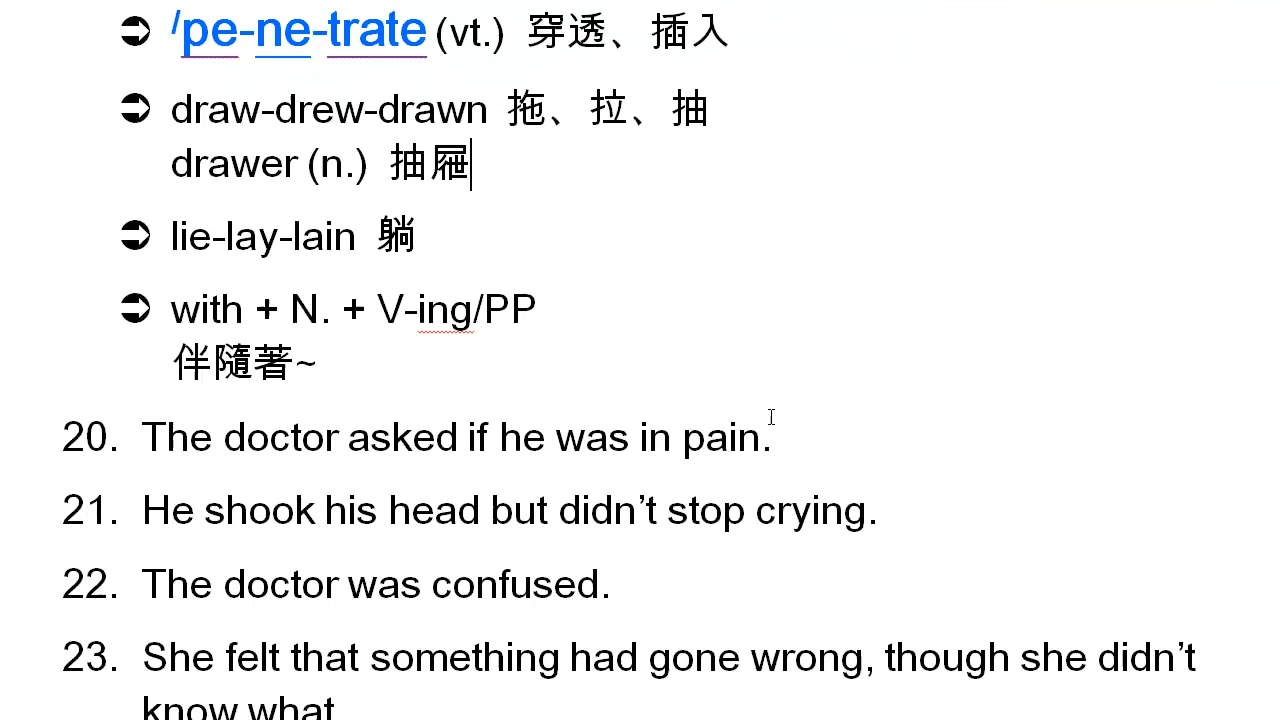 ➲ /pe-ne-trate (vt.) 穿透、插入
➲ draw-drew-drawn 拖、拉、抽
drawer (n.) 抽屜
➲ lie-lay-lain 躺
➲ with + N. + V-ing/PP
伴隨著~
20. The doctor asked if he was in pain.
21. He shook his head but didn’t stop crying.
22. The doctor was confused.
23. She felt that something had gone wrong, though she didn’t
know what